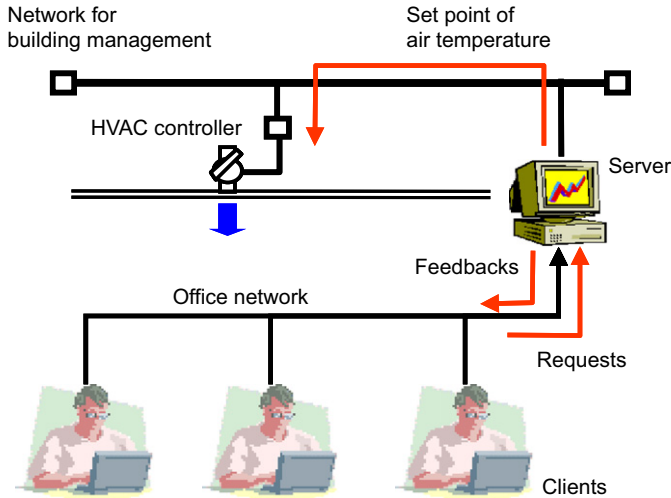 Network for
building management
Set point of
air temperature
HVAC controller
Server
Feedbacks
Office network
Requests
Clients